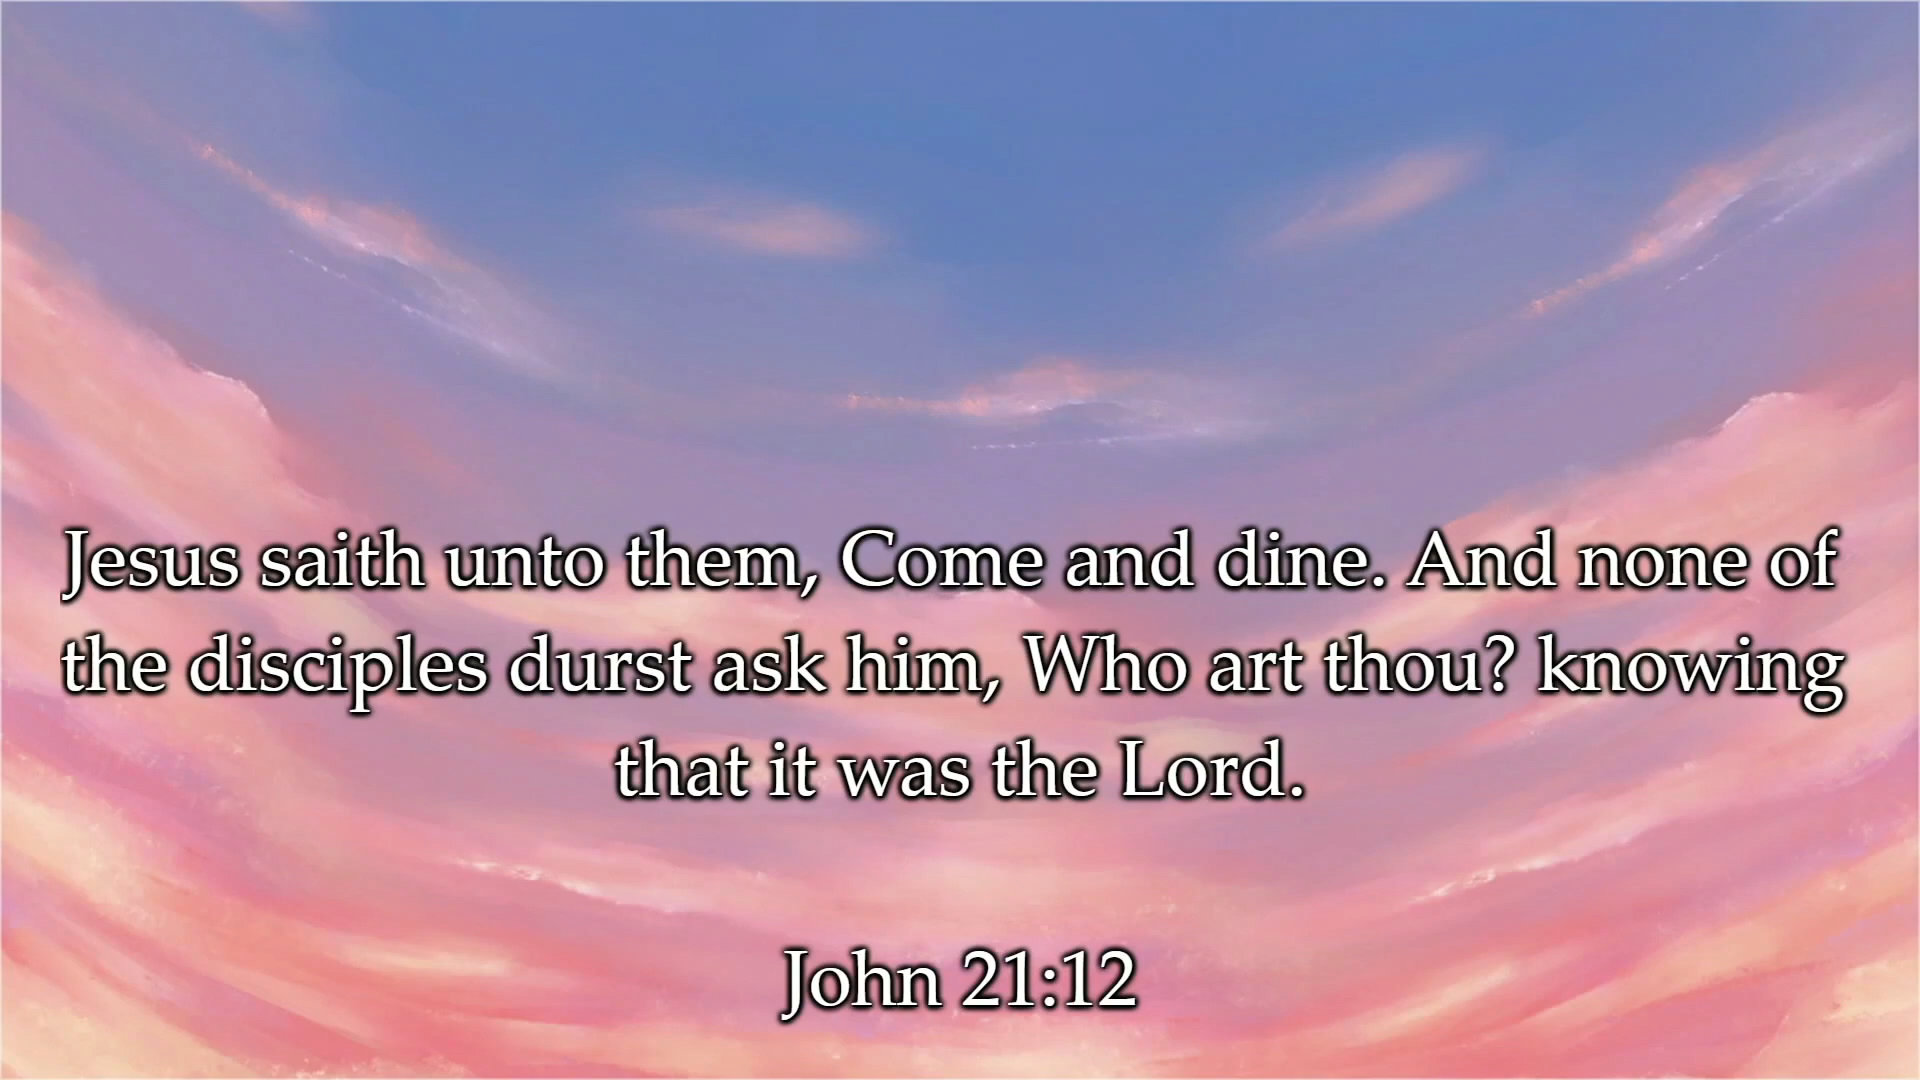 Jesus saith unto them, Come and dine. And none of
the disciples durst ask him, Who art thou? knowing
that it was the Lord.
John 21:12